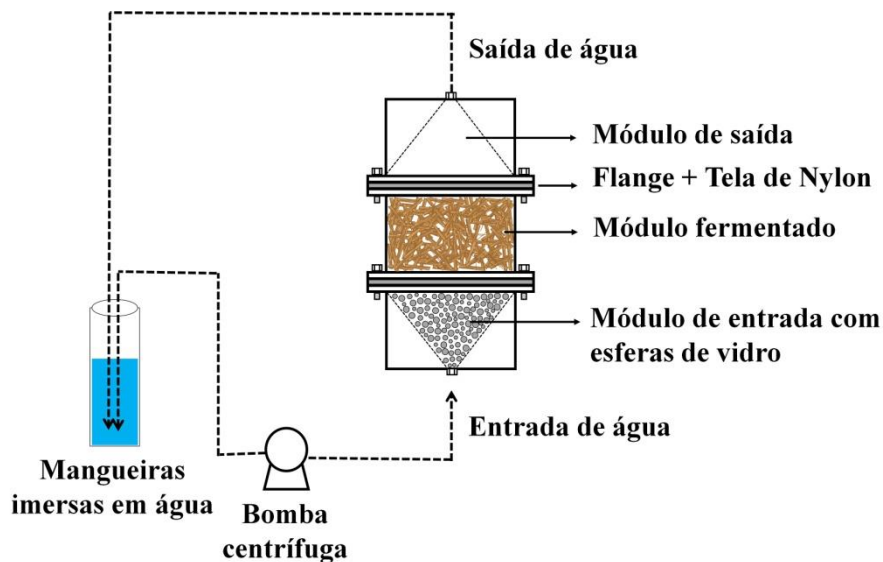 Saída de água
Módulo de saída
Flange + Tela de Nylon
Módulo fermentado
Módulo de entrada com
esferas de vidro
Entrada de água
Mangueiras
imersas em água
Bomba
centrífuga